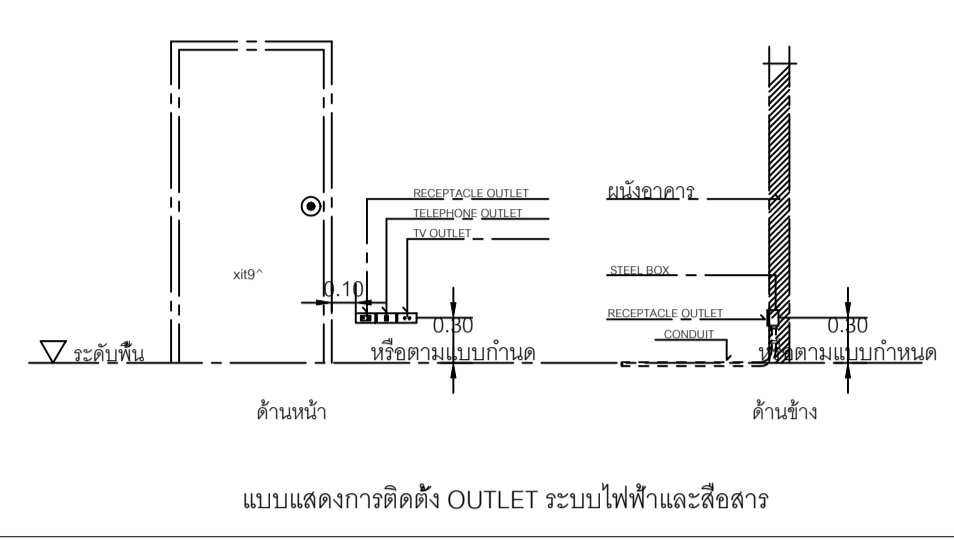 RECEPTACLE OUTLET
TELEPHONE OUTLET
TV OUTLET
xit9^
0.10
0.30
หรือตามแบบกำนด
ระดับพื้น
ด้านหน้า
ผนังอาคาร
STEEL BOX
RECEPTACLE OUTLET
CONDUIT
0.30
หรือตามแบบกำหนด
ด้านข้าง
แบบแสดงการติดตั้ง OUTLET ระบบไฟฟ้าและสื่อสาร